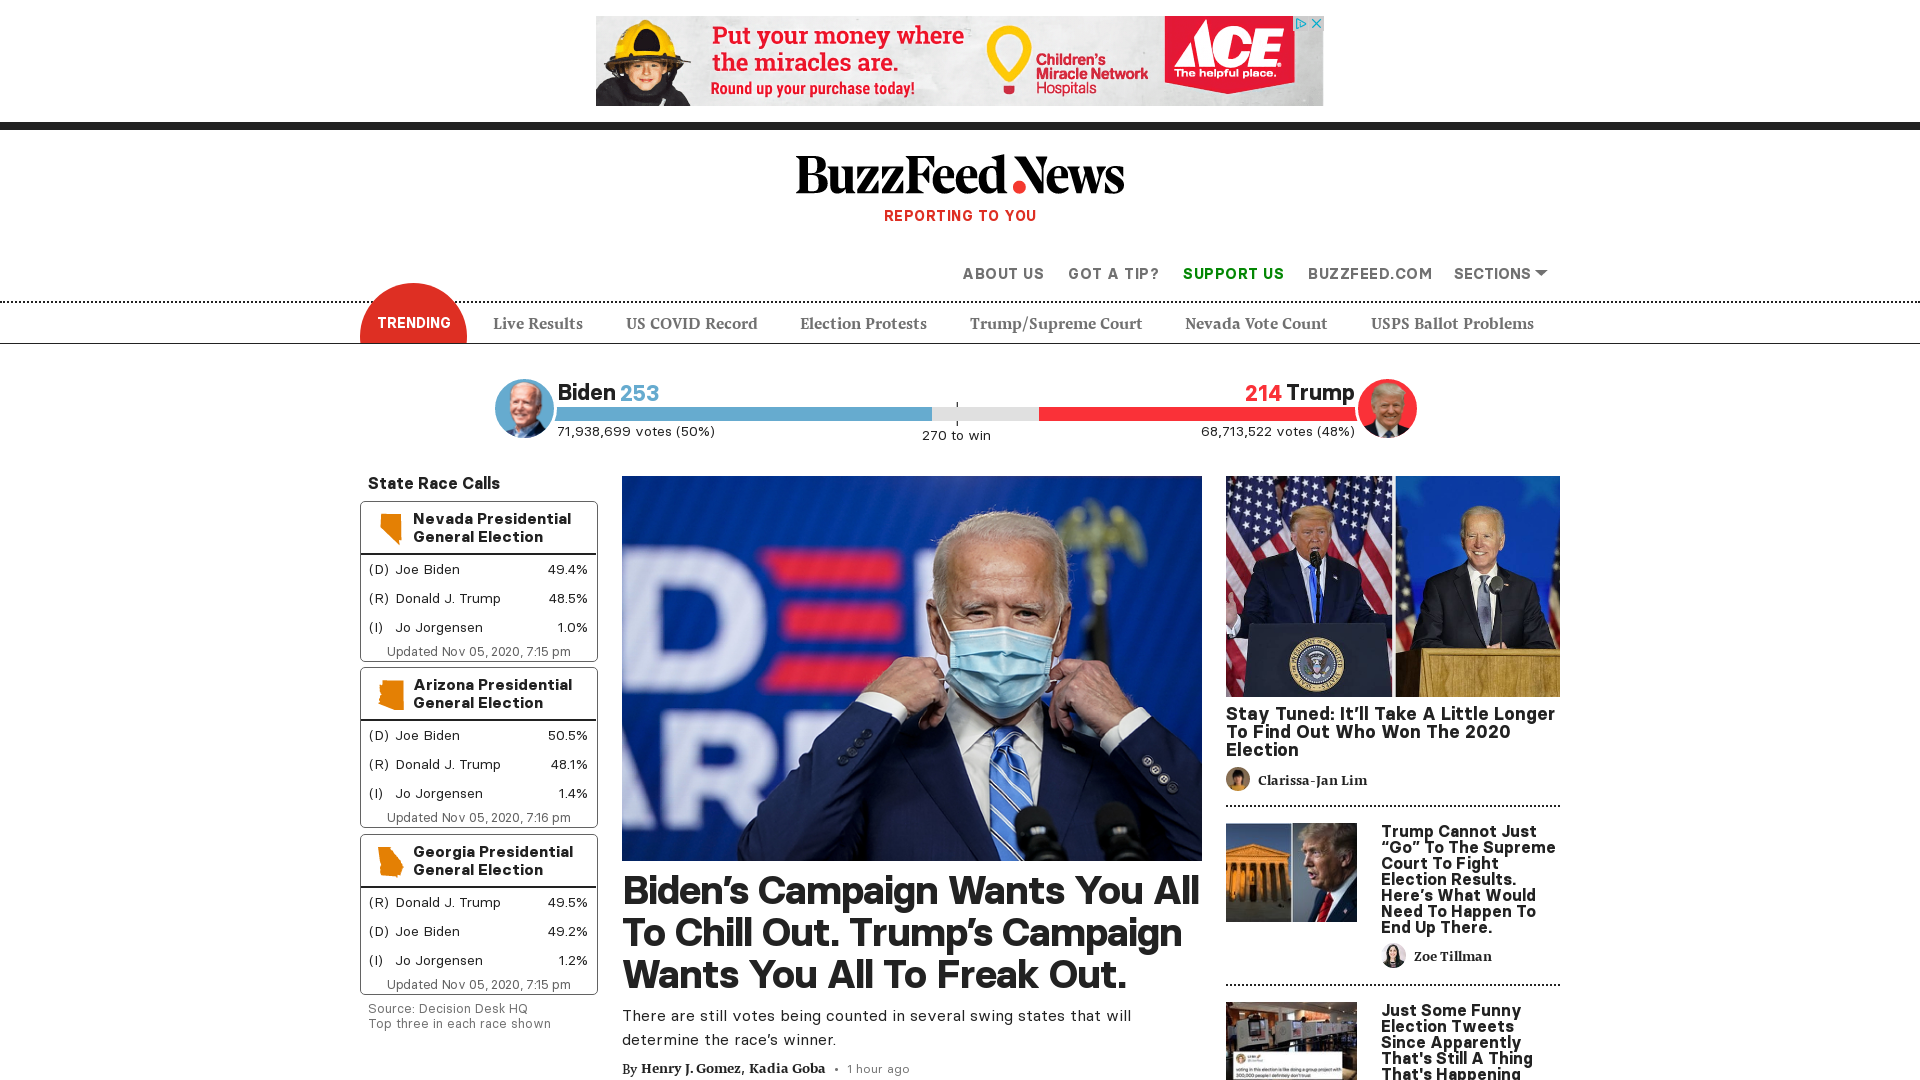 Put your money where
the miracles are.
Round up your purchase today!
Children's
Miracle Network
Hospitals
ACE
The helpful place.
BuzzFeed News
REPORTING TO YOU
ABOUT US
GOT A TIP?
SUPPORT US
BUZZFEED.COM
SECTIONS
TRENDING
Live Results
US COVID Record
Election Protests
Trump/Supreme Court
Nevada Vote Count
USPS Ballot Problems
Biden 253
214 Trump
71,938,699 votes (50%)
270 to win
68,713,522 votes (48%)
State Race Calls
Nevada Presidential
General Election
(D) Joe Biden 49.4%
(R) Donald J. Trump 48.5%
(I) Jo Jorgensen 1.0%
Updated Nov 05, 2020, 7:15 pm
Arizona Presidential
General Election
(D) Joe Biden 50.5%
(R) Donald J. Trump 48.1%
(I) Jo Jorgensen 1.4%
Updated Nov 05, 2020, 7:16 pm
Georgia Presidential
General Election
(R) Donald J. Trump 49.5%
(D) Joe Biden 49.2%
(I) Jo Jorgensen 1.2%
Updated Nov 05, 2020, 7:15 pm
Source: Decision Desk HQ
Top three in each race shown
Biden’s Campaign Wants You All
To Chill Out. Trump’s Campaign
Wants You All To Freak Out.
There are still votes being counted in several swing states that will
determine the race’s winner.
By Henry J. Gomez, Kadia Goba • 1 hour ago
Stay Tuned: It’ll Take A Little Longer
To Find Out Who Won The 2020
Election
Clarissa-Jan Lim
Trump Cannot Just
“Go” To The Supreme
Court To Fight
Election Results.
Here’s What Would
Need To Happen To
End Up There.
Zoe Tillman
Just Some Funny
Election Tweets
Since Apparently
That's Still A Thing
That's Happening